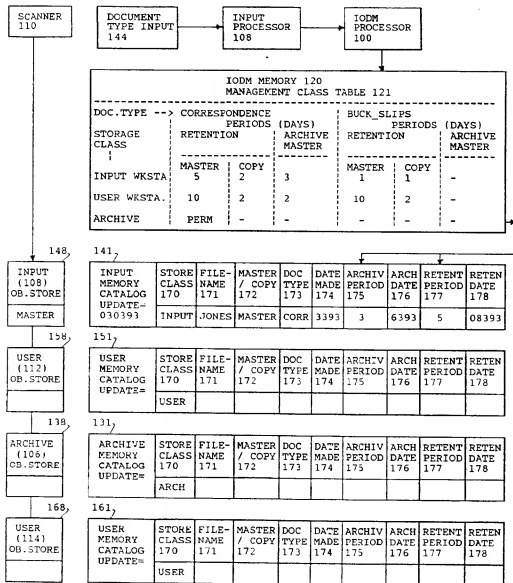 SCANNER
110
DOCUMENT
TYPE INPUT
144
INPUT
PROCESSOR
108
IODM
PROCESSOR
100
IODM MEMORY 120
MANAGEMENT CLASS TABLE 121
DOC.TYPE --> CORRESPONDENCE BUCK_SLIPS
PERIODS (DAYS) PERIODS (DAYS)
STORAGE RETENTION ARCHIVE RETENTION ARCHIVE
CLASS MASTER MASTER
MASTER COPY MASTER COPY
INPUT WKSTA 5 2 3 1 1 -
USER WKSTA. 10 2 2 10 2 -
ARCHIVE PERM - - - - -
148 141
INPUT
(108)
OB.STORE
MASTER
INPUT STORE FILE- MASTER DOC DATE ARCHIV ARCH RETENT RETEN
MEMORY CLASS NAME / COPY TYPE MADE PERIOD DATE PERIOD DATE
CATALOG 170 171 172 173 174 175 176 177 178
UPDATE=
030393 INPUT JONES MASTER CORR 3393 3 6393 5 08393
158 151
USER
(112)
OB.STORE
USER STORE FILE- MASTER DOC DATE ARCHIV ARCH RETENT RETEN
MEMORY CLASS NAME / COPY TYPE MADE PERIOD DATE PERIOD DATE
CATALOG 170 171 172 173 174 175 176 177 178
UPDATE=
USER
138 131
ARCHIVE
(106)
OB.STORE
ARCHIVE STORE FILE- MASTER DOC DATE ARCHIV ARCH RETENT RETEN
MEMORY CLASS NAME / COPY TYPE MADE PERIOD DATE PERIOD DATE
CATALOG 170 171 172 173 174 175 176 177 178
UPDATE=
ARCH
168 161
USER
(114)
OB.STORE
USER STORE FILE- MASTER DOC DATE ARCHIV ARCH RETENT RETEN
MEMORY CLASS NAME / COPY TYPE MADE PERIOD DATE PERIOD DATE
CATALOG 170 171 172 173 174 175 176 177 178
UPDATE=
USER